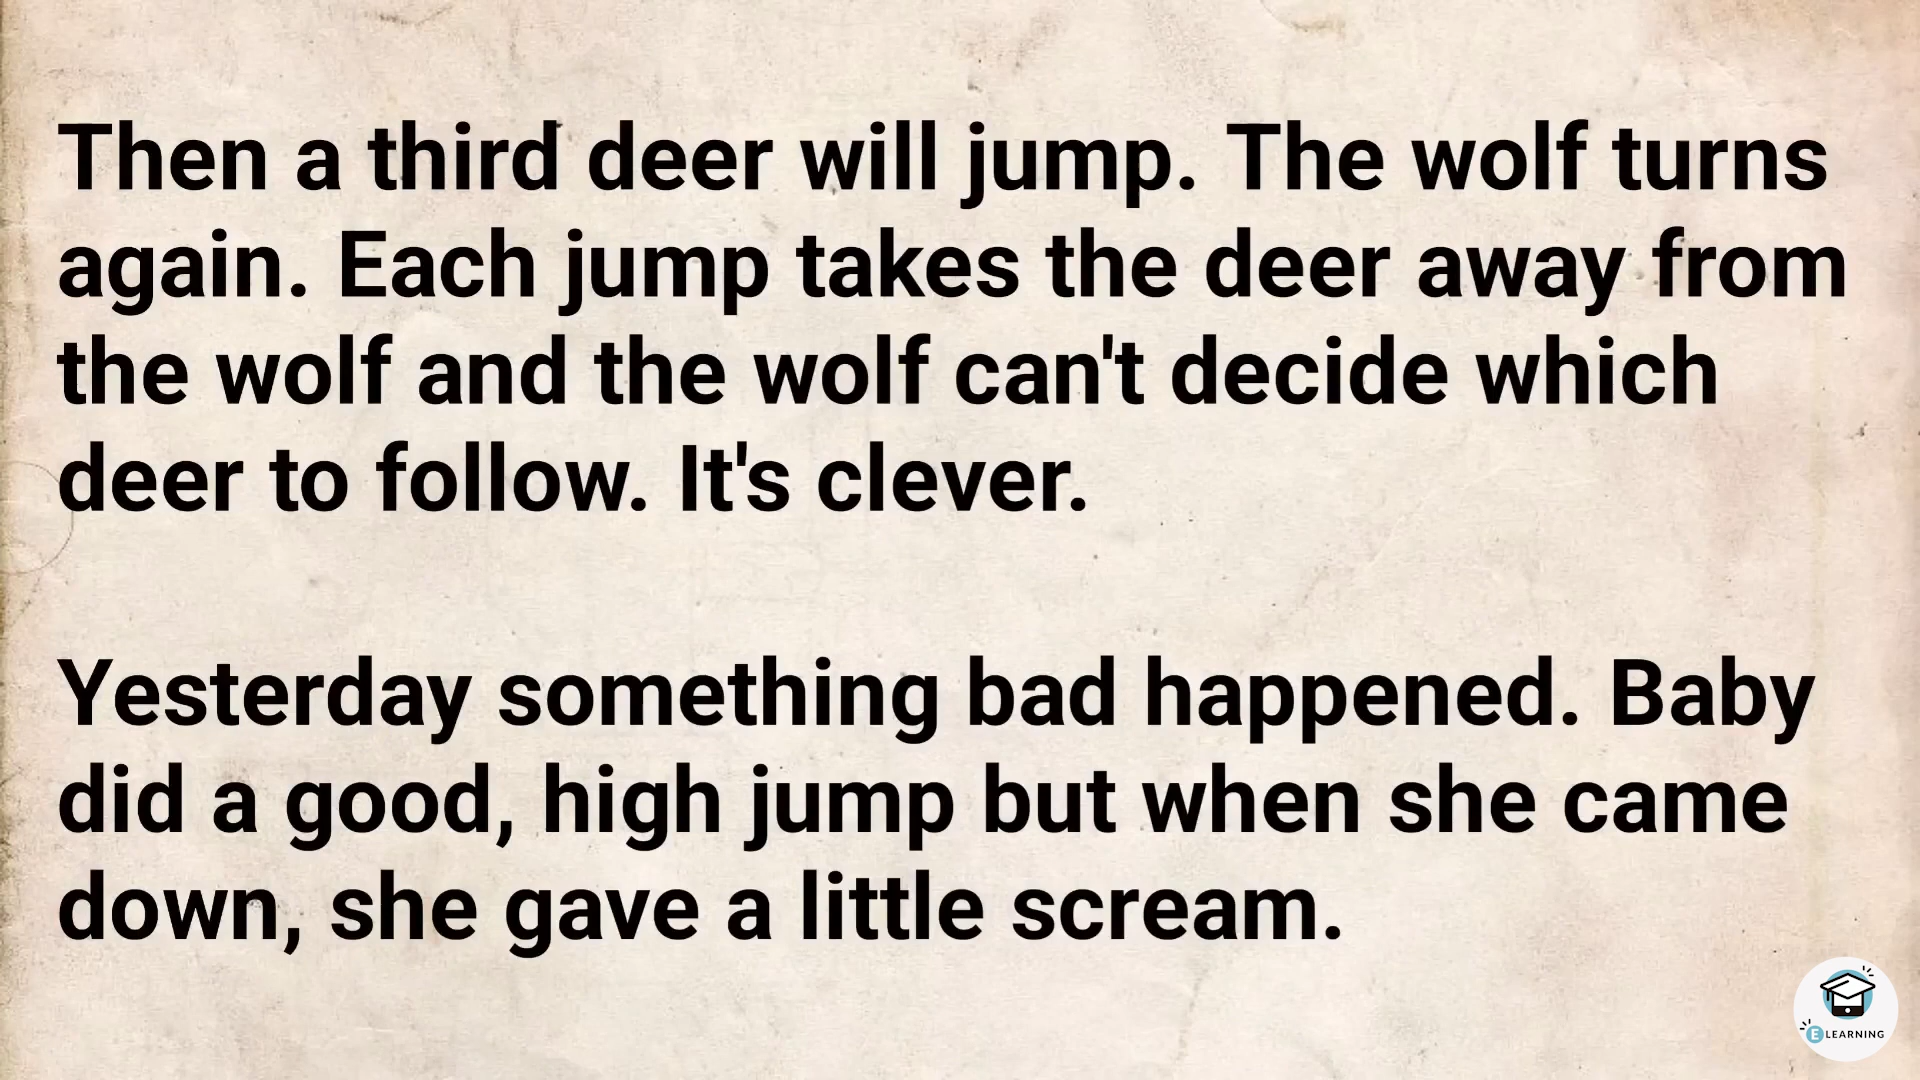 Then a third deer will jump. The wolf turns
again. Each jump takes the deer away from
the wolf and the wolf can't decide which
deer to follow. It's clever.
Yesterday something bad happened. Baby
did a good, high jump but when she came
down, she gave a little scream.
E LEARNING